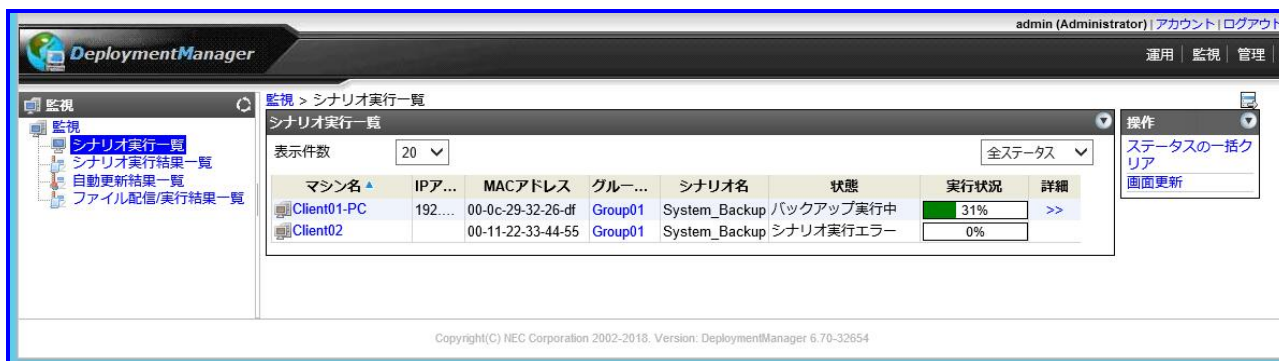 admin (Administrator) | アカウント | ログアウト
DeploymentManager
運用 | 監視 | 管理 |
監視
監視
シナリオ実行一覧
シナリオ実行結果一覧
自動更新結果一覧
ファイル配信/実行結果一覧
監視 > シナリオ実行一覧
シナリオ実行一覧
表示件数 20 全ステータス
マシン名 IPア... MACアドレス グルー... シナリオ名 状態 実行状況 詳細
Client01-PC 192.... 00-0c-29-32-26-df Group01 System_Backup バックアップ実行中 31% >>
Client02 00-11-22-33-44-55 Group01 System_Backup シナリオ実行エラー 0%
操作
ステータスの一括ク
リア
画面更新
Copyright(C) NEC Corporation 2002-2018. Version: DeploymentManager 6.70-32654